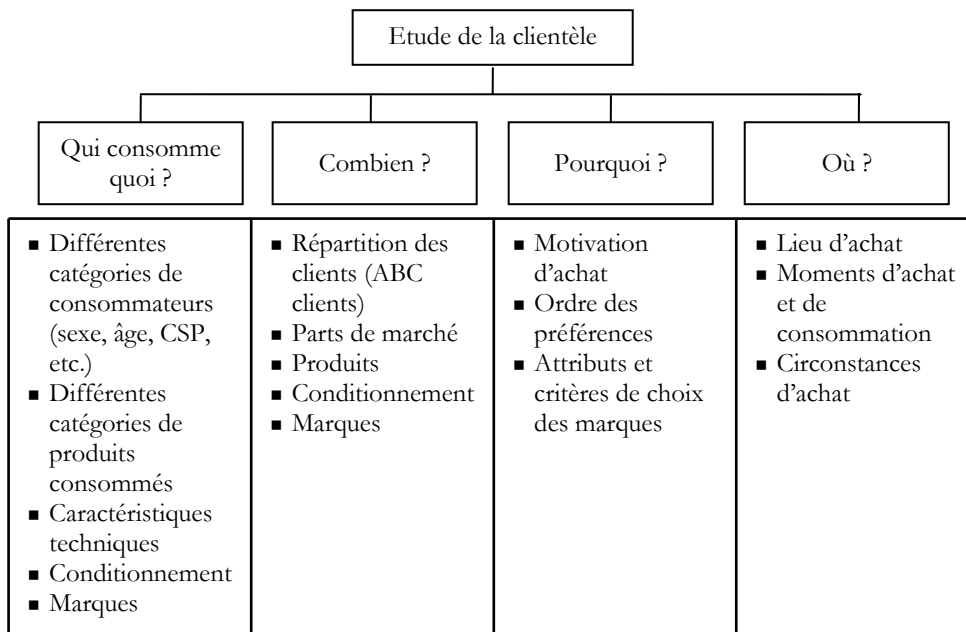 Etude de la clientèle
Qui consomme
quoi ?
Combien ?
Pourquoi ?
Où ?
■ Différentes
catégories de
consommateurs
(sexe, âge, CSP,
etc.)
■ Différentes
catégories de
produits
consommés
■ Caractéristiques
techniques
■ Conditionnement
■ Marques
■ Répartition des
clients (ABC
clients)
■ Parts de marché
■ Produits
■ Conditionnement
■ Marques
■ Motivation
d’achat
■ Ordre des
préférences
■ Attributs et
critères de choix
des marques
■ Lieu d’achat
■ Moments d’achat
et de
consommation
■ Circonstances
d’achat